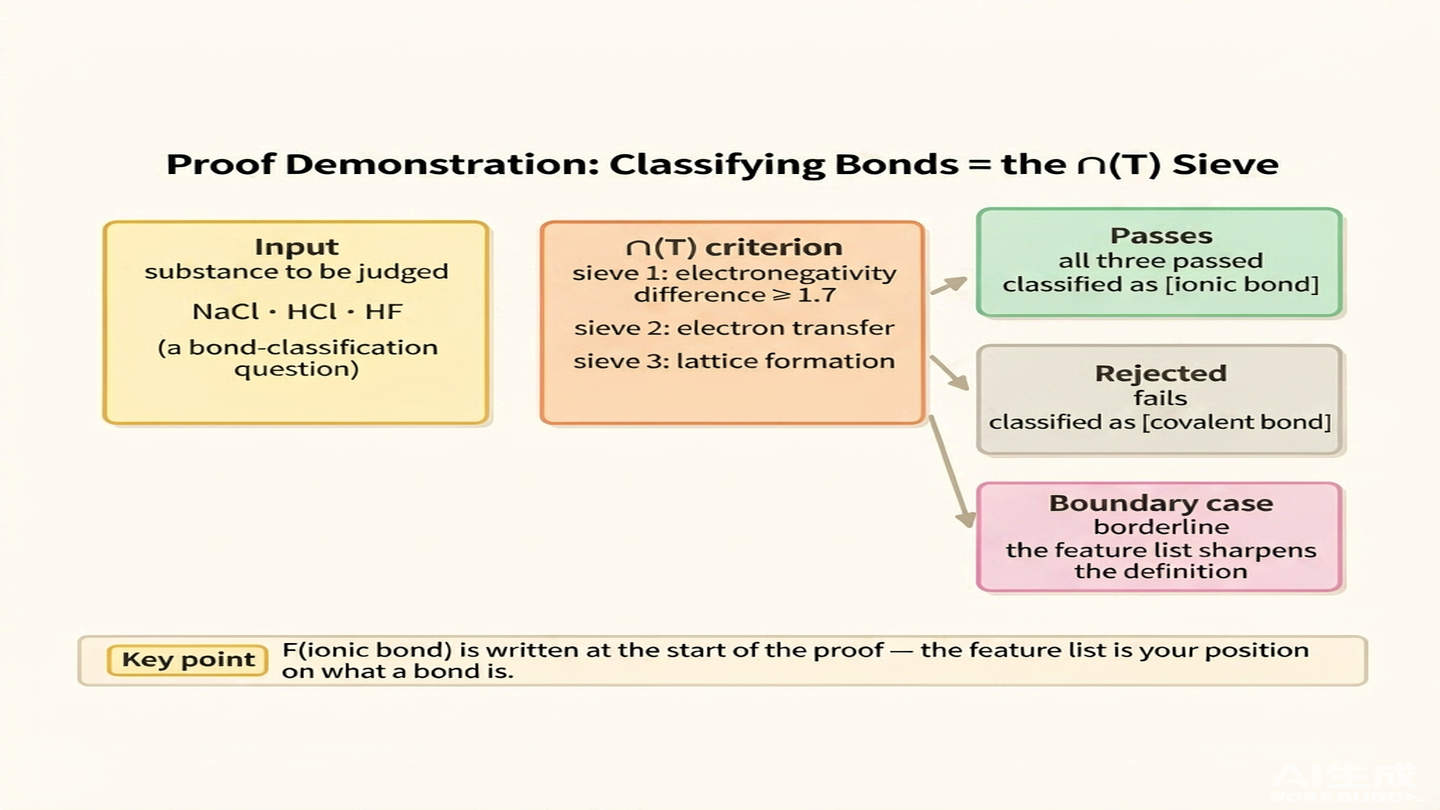 Proof Demonstration: Classifying Bonds = the ∩(T) Sieve
Input
substance to be judged
NaCl · HCl · HF
(a bond-classification
question)
∩(T) criterion
sieve 1: electronegativity
difference ≥ 1.7
sieve 2: electron transfer
sieve 3: lattice formation
Passes
all three passed
classified as [ionic bond]
Rejected
fails
classified as [covalent bond]
Boundary case
borderline
the feature list sharpens
the definition
Key point
F(ionic bond) is written at the start of the proof — the feature list is your position
on what a bond is.
AI生成